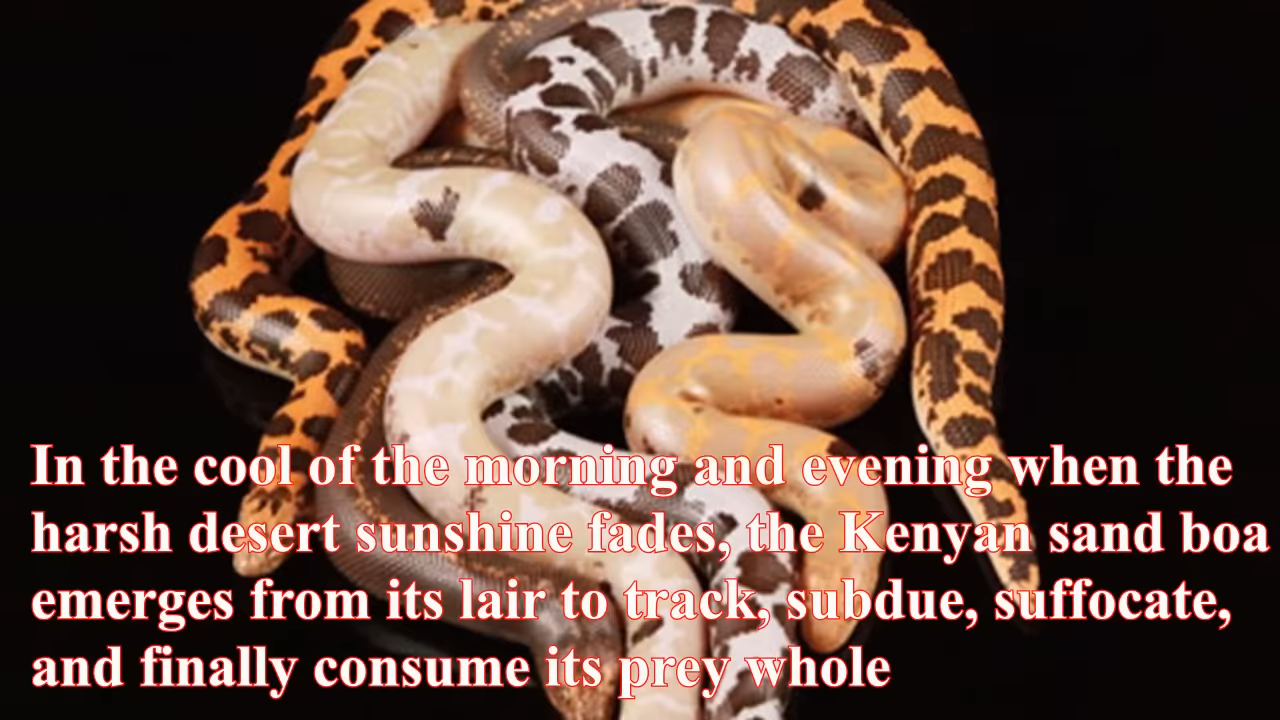 In the cool of the morning and evening when the
harsh desert sunshine fades, the Kenyan sand boa
emerges from its lair to track, subdue, suffocate,
and finally consume its prey whole